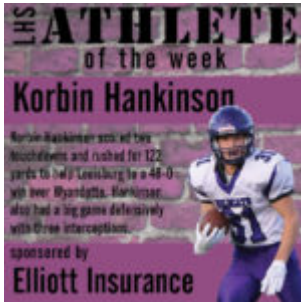 LHS ATHLETE
of the week
Korbin Hankinson
Korbin Hankinson scored two
touchdowns and rushed for 122
yards to help Louisburg to a 48-0
win over Wyandotte. Hankinson
also had a big game defensively
with three interceptions.
sponsored by
Elliott Insurance
31